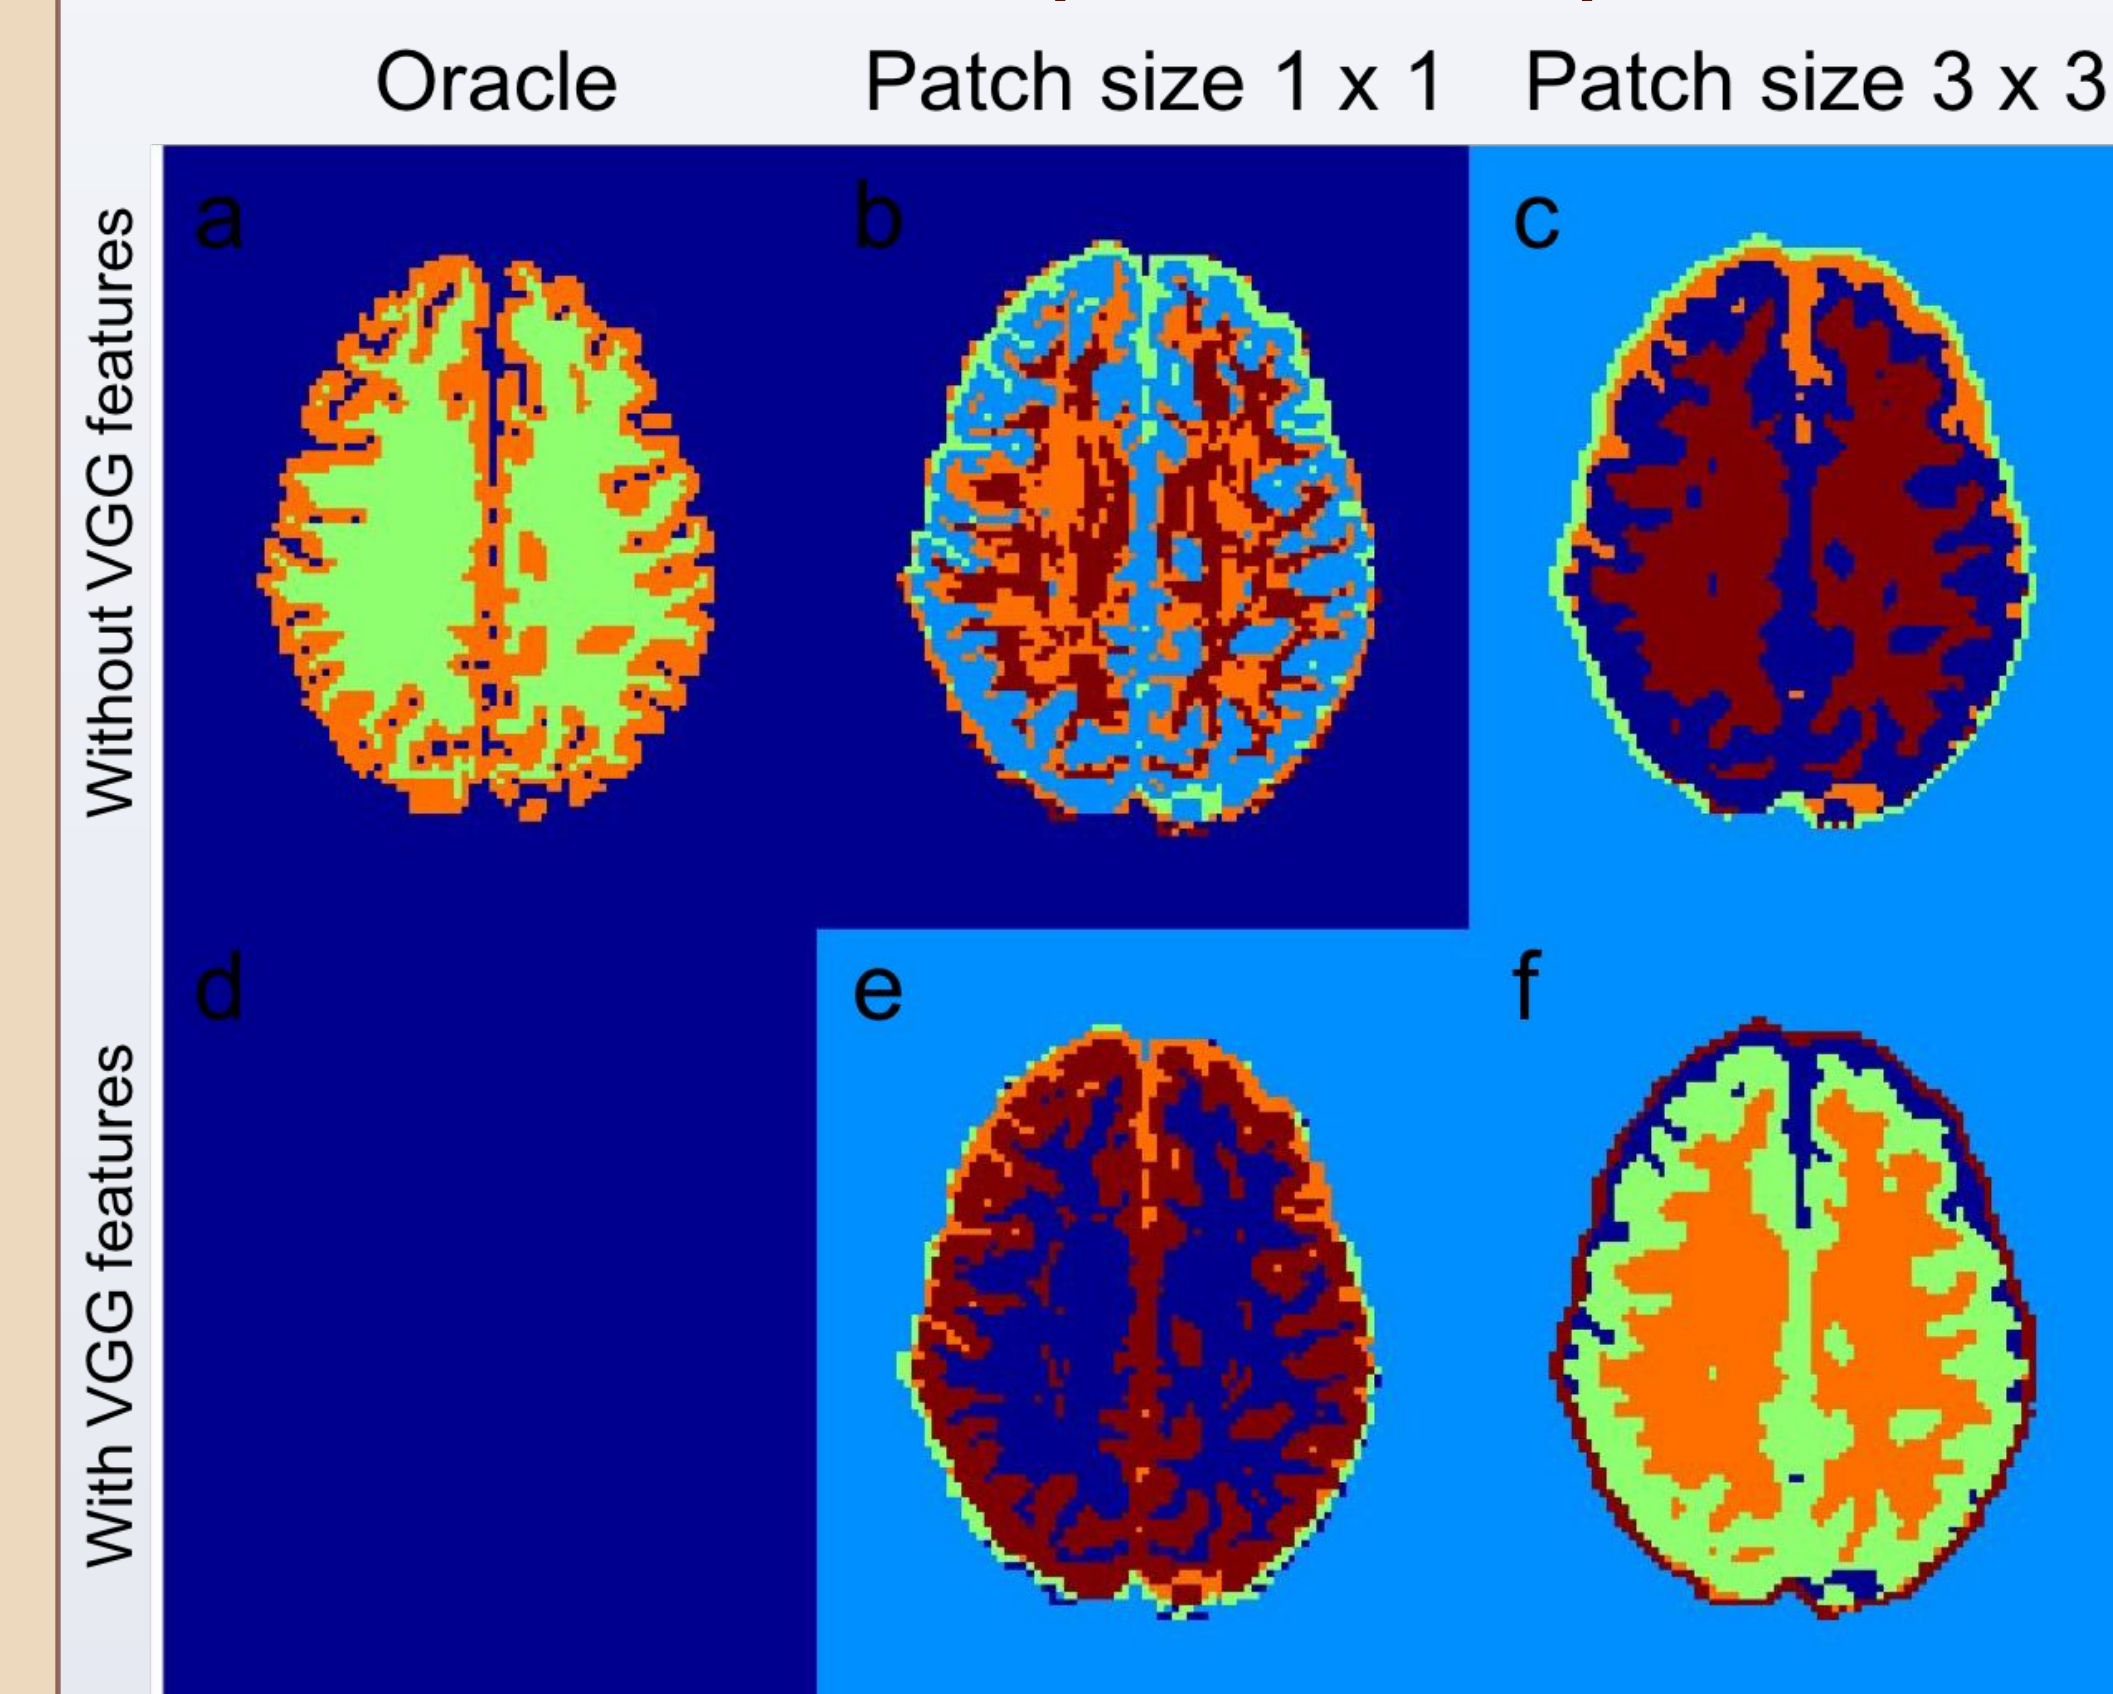 Oracle
Patch size 1 x 1
Patch size 3 x 3
Without VGG features
a
b
c
With VGG features
d
e
f